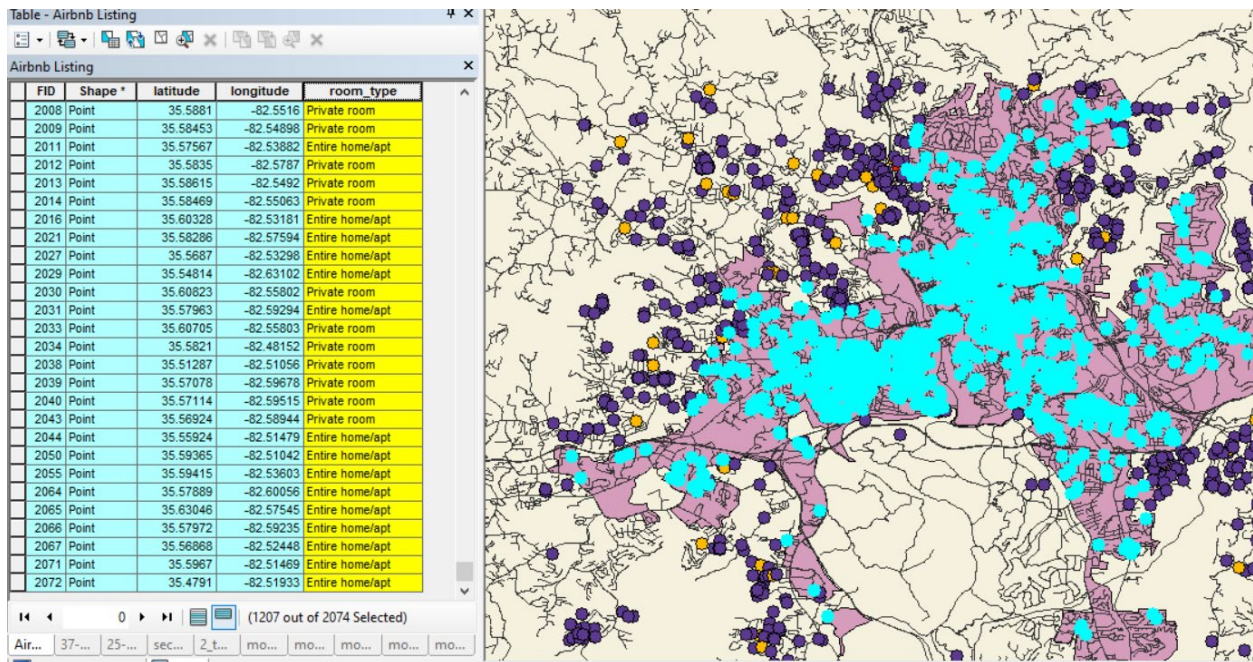 Table - Airbnb Listing
Airbnb Listing
FID Shape * latitude longitude room_type
2008 Point 35.5881 -82.5516 Private room
2009 Point 35.58453 -82.54898 Private room
2011 Point 35.57567 -82.53882 Entire home/apt
2012 Point 35.5835 -82.5787 Private room
2013 Point 35.58615 -82.5492 Private room
2014 Point 35.58469 -82.55063 Private room
2016 Point 35.60328 -82.53181 Entire home/apt
2021 Point 35.58286 -82.57594 Entire home/apt
2027 Point 35.5687 -82.53298 Entire home/apt
2029 Point 35.54814 -82.63102 Entire home/apt
2030 Point 35.60823 -82.55802 Private room
2031 Point 35.57963 -82.59294 Entire home/apt
2033 Point 35.60705 -82.55803 Private room
2034 Point 35.5821 -82.48152 Private room
2038 Point 35.51287 -82.51056 Private room
2039 Point 35.57078 -82.59678 Private room
2040 Point 35.57114 -82.59515 Private room
2043 Point 35.56924 -82.58944 Private room
2044 Point 35.55924 -82.51479 Entire home/apt
2050 Point 35.59365 -82.51042 Entire home/apt
2055 Point 35.59415 -82.53603 Entire home/apt
2064 Point 35.57889 -82.60056 Entire home/apt
2065 Point 35.63046 -82.57545 Entire home/apt
2066 Point 35.57972 -82.59235 Entire home/apt
2067 Point 35.56868 -82.52448 Entire home/apt
2071 Point 35.5967 -82.51469 Entire home/apt
2072 Point 35.4791 -82.51933 Entire home/apt
0 (1207 out of 2074 Selected)
Air... 37-... 25-... sec... 2_t... mo... mo... mo... mo... mo...